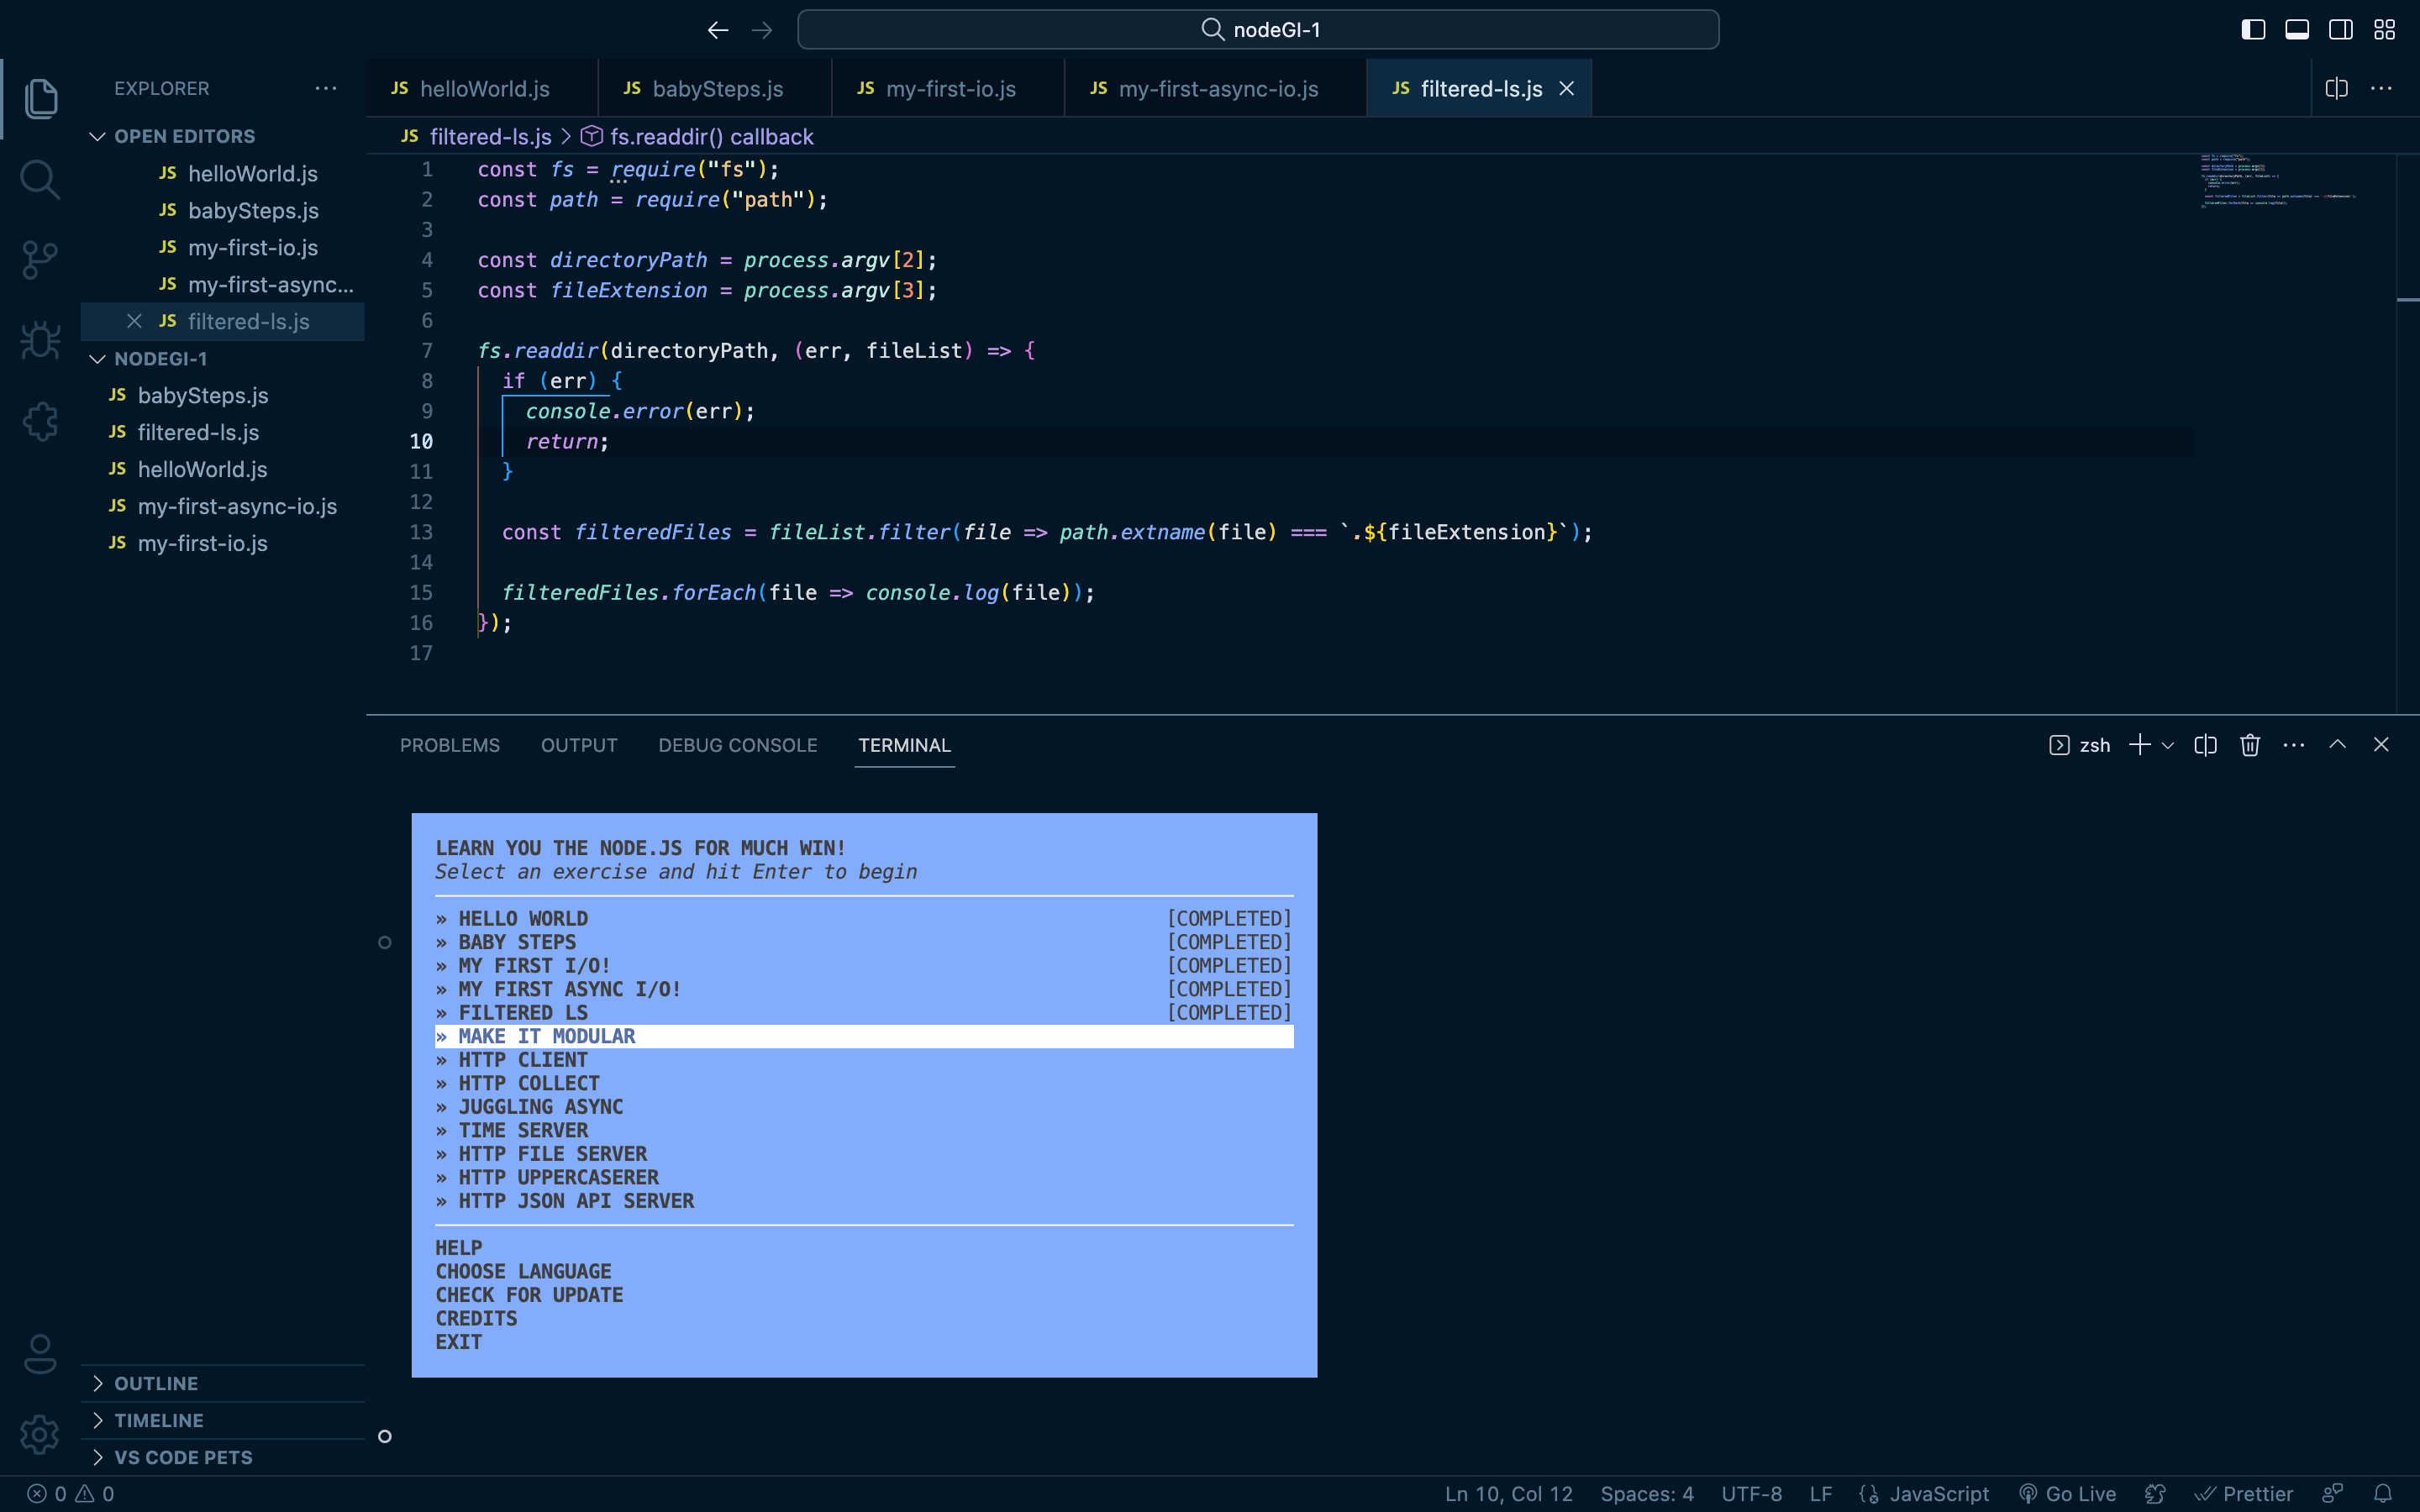 nodeGI-1
EXPLORER
OPEN EDITORS
JS helloWorld.js
JS babySteps.js
JS my-first-io.js
JS my-first-async...
JS filtered-ls.js
NODEGI-1
JS babySteps.js
JS filtered-ls.js
JS helloWorld.js
JS my-first-async-io.js
JS my-first-io.js
OUTLINE
TIMELINE
VS CODE PETS
JS helloWorld.js JS babySteps.js JS my-first-io.js JS my-first-async-io.js JS filtered-ls.js
JS filtered-ls.js > fs.readdir() callback
1 const fs = require("fs");
2 const path = require("path");
3
4 const directoryPath = process.argv[2];
5 const fileExtension = process.argv[3];
6
7 fs.readdir(directoryPath, (err, fileList) => {
8 if (err) {
9 console.error(err);
10 return;
11 }
12
13 const filteredFiles = fileList.filter(file => path.extname(file) === `.${fileExtension}`);
14
15 filteredFiles.forEach(file => console.log(file));
16 });
17
PROBLEMS OUTPUT DEBUG CONSOLE TERMINAL zsh
LEARN YOU THE NODE.JS FOR MUCH WIN!
Select an exercise and hit Enter to begin
» HELLO WORLD [COMPLETED]
» BABY STEPS [COMPLETED]
» MY FIRST I/O! [COMPLETED]
» MY FIRST ASYNC I/O! [COMPLETED]
» FILTERED LS [COMPLETED]
» MAKE IT MODULAR
» HTTP CLIENT
» HTTP COLLECT
» JUGGLING ASYNC
» TIME SERVER
» HTTP FILE SERVER
» HTTP UPPERCASERER
» HTTP JSON API SERVER
HELP
CHOOSE LANGUAGE
CHECK FOR UPDATE
CREDITS
EXIT
0 0 Ln 10, Col 12 Spaces: 4 UTF-8 LF JavaScript Go Live Prettier